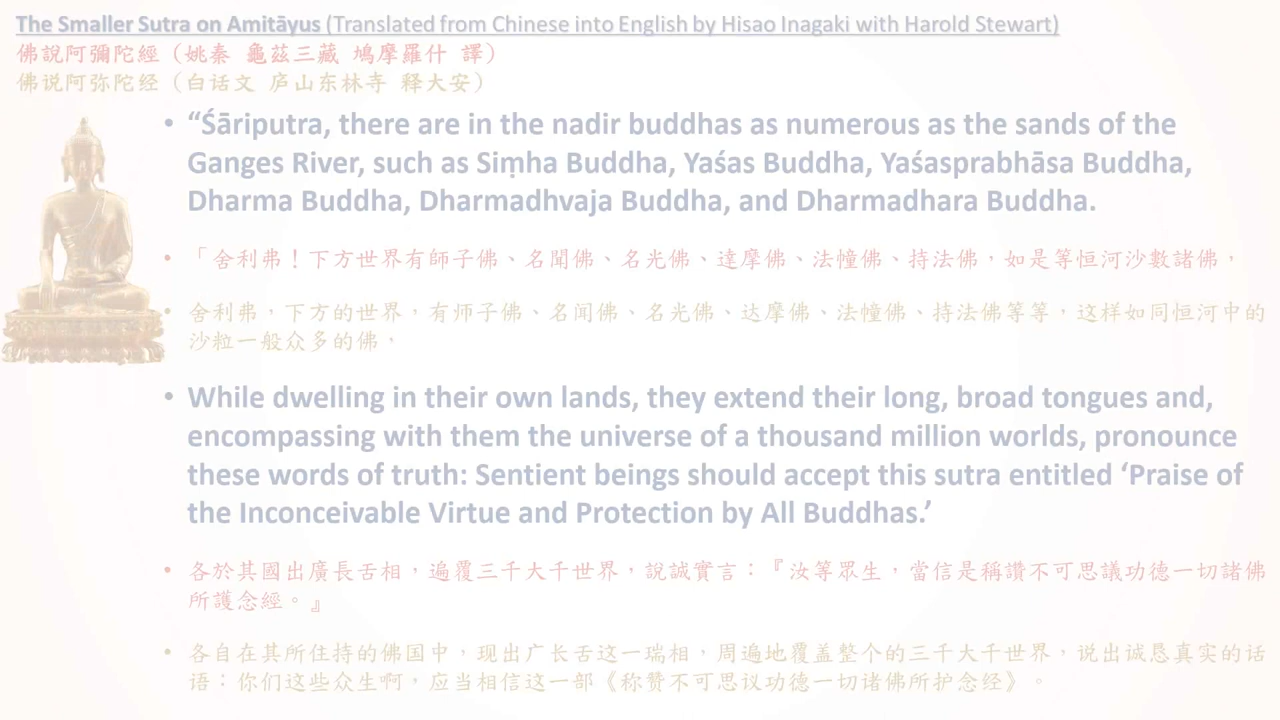 The Smaller Sutra on Amitāyus (Translated from Chinese into English by Hisao Inagaki with Harold Stewart)
佛說阿彌陀經（姚秦 龜茲三藏 鳩摩羅什 譯）
佛说阿弥陀经（白话文 庐山东林寺 释大安）
• “Śāriputra, there are in the nadir buddhas as numerous as the sands of the
Ganges River, such as Siṃha Buddha, Yaśas Buddha, Yaśasprabhāsa Buddha,
Dharma Buddha, Dharmadhvaja Buddha, and Dharmadhara Buddha.
• 「舍利弗！下方世界有師子佛、名聞佛、名光佛、達摩佛、法幢佛、持法佛，如是等恒河沙數諸佛，
• 舍利弗，下方的世界，有师子佛、名闻佛、名光佛、达摩佛、法幢佛、持法佛等等，这样如同恒河中的
沙粒一般众多的佛，
• While dwelling in their own lands, they extend their long, broad tongues and,
encompassing with them the universe of a thousand million worlds, pronounce
these words of truth: Sentient beings should accept this sutra entitled ‘Praise of
the Inconceivable Virtue and Protection by All Buddhas.’
• 各於其國出廣長舌相，遍覆三千大千世界，說誠實言：『汝等眾生，當信是稱讚不可思議功德一切諸佛
所護念經。』
• 各自在其所住持的佛国中，现出广长舌这一瑞相，周遍地覆盖整个的三千大千世界，说出诚恳真实的话
语：你们这些众生啊，应当相信这一部《称赞不可思议功德一切诸佛所护念经》。